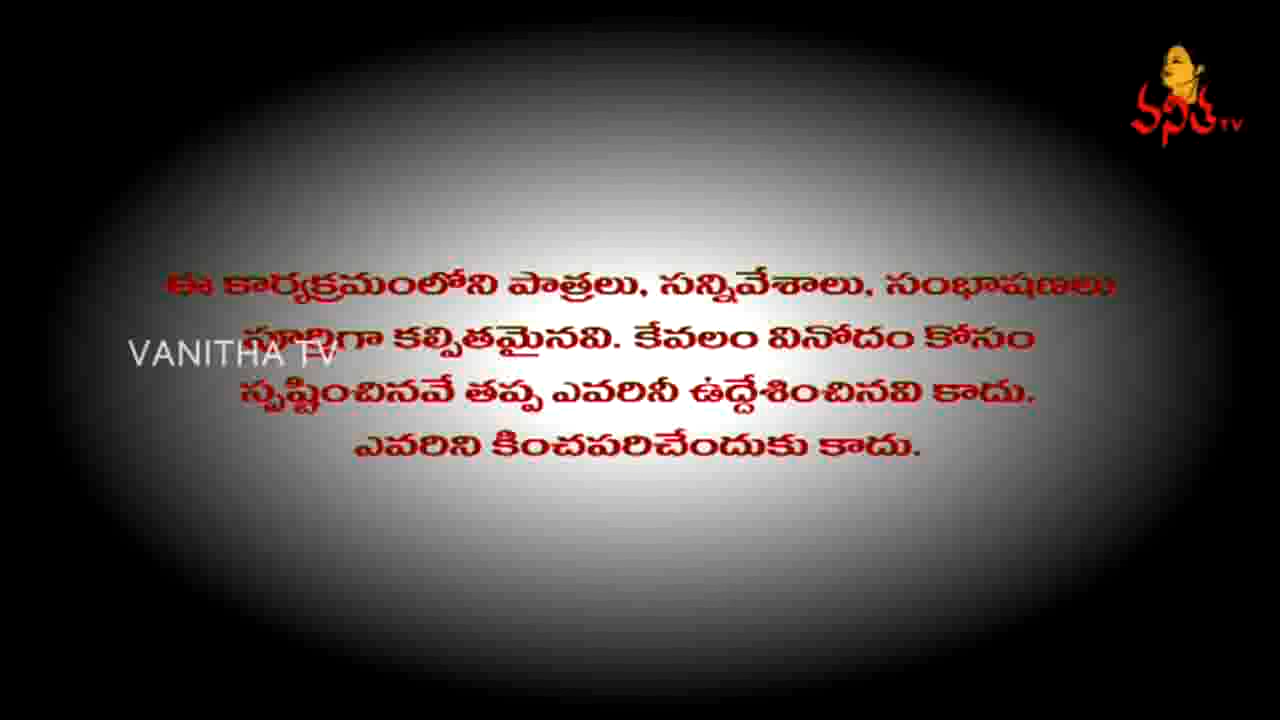 వనిత TV
ఈ కార్యక్రమంలోని పాత్రలు, సన్నివేశాలు, సంభాషణలు
పూర్తిగా కల్పితమైనవి. కేవలం వినోదం కోసం
VANITHA TV
సృష్టించినవే తప్ప ఎవరినీ ఉద్దేశించినవి కాదు.
ఎవరిని కించపరిచేందుకు కాదు.